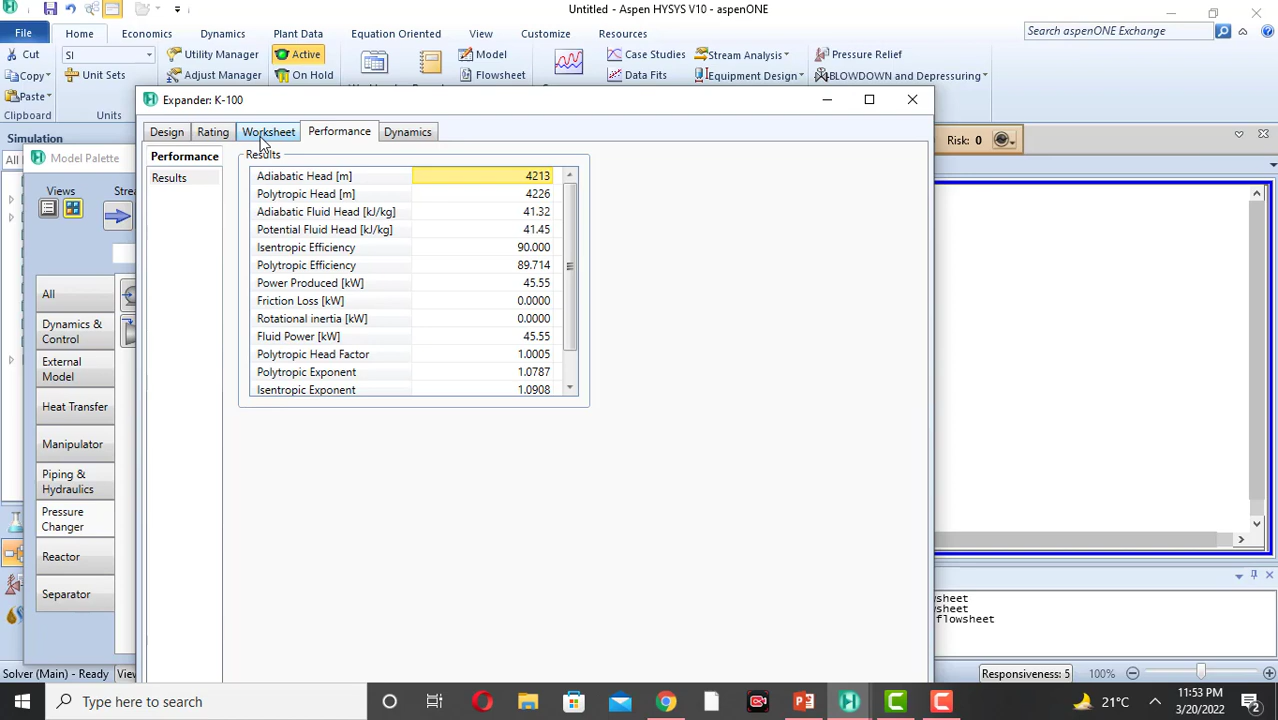 Untitled - Aspen HYSYS V10 - aspenONE
File
Home
Economics
Dynamics
Plant Data
Equation Oriented
View
Customize
Resources
Search aspenONE Exchange
Cut
SI
Utility Manager
Active
Model
Case Studies
Stream Analysis
Pressure Relief
Copy
Unit Sets
Adjust Manager
On Hold
Flowsheet
Data Fits
Equipment Design
BLOWDOWN and Depressuring
Paste
Clipboard
Units
Expander: K-100
Simulation
Risk: 0
All
Model Palette
Design
Rating
Worksheet
Performance
Dynamics
Views
Strea
All
Dynamics &
Control
External
Model
Heat Transfer
Manipulator
Piping &
Hydraulics
Pressure
Changer
Reactor
Separator
Performance
Results
Results
Adiabatic Head [m] 4213
Polytropic Head [m] 4226
Adiabatic Fluid Head [kJ/kg] 41.32
Potential Fluid Head [kJ/kg] 41.45
Isentropic Efficiency 90.000
Polytropic Efficiency 89.714
Power Produced [kW] 45.55
Friction Loss [kW] 0.0000
Rotational inertia [kW] 0.0000
Fluid Power [kW] 45.55
Polytropic Head Factor 1.0005
Polytropic Exponent 1.0787
Isentropic Exponent 1.0908
wsheet
wsheet
flowsheet
Solver (Main) - Ready
View
Responsiveness: 5
100%
Type here to search
21°C
11:53 PM
3/20/2022
2